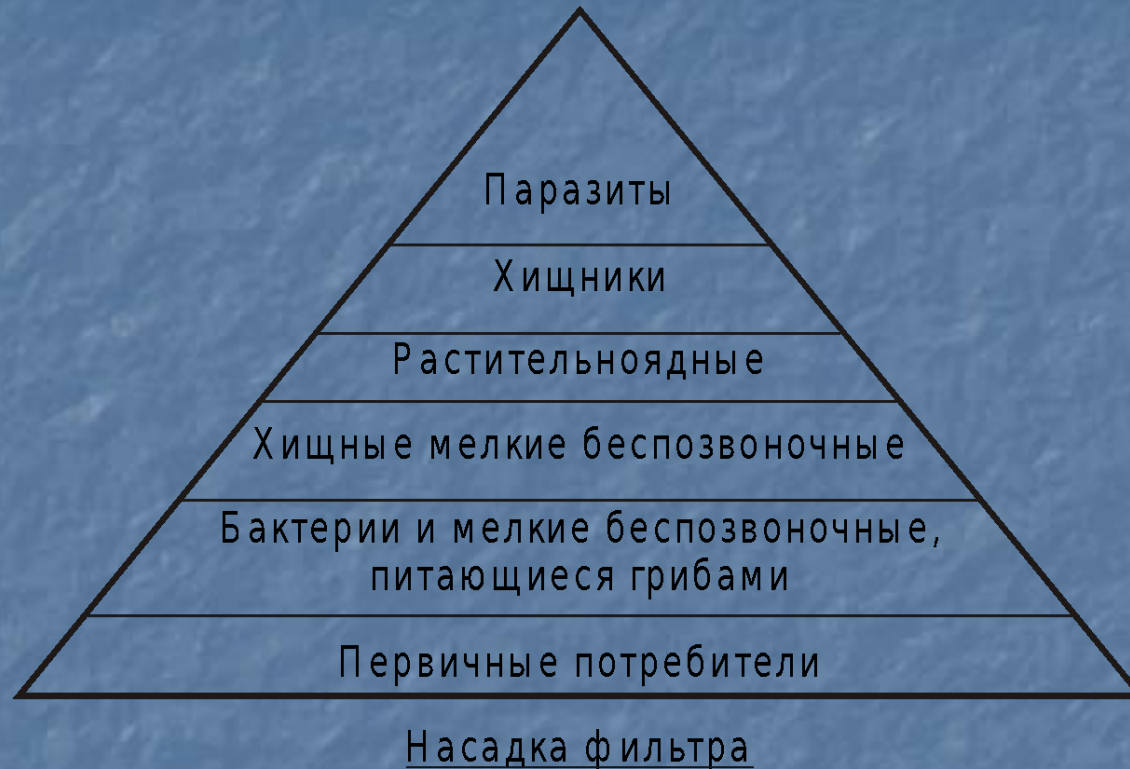 Паразиты
Хищники
Растительноядные
Хищные мелкие беспозвоночные
Бактерии и мелкие беспозвоночные,
питающиеся грибами
Первичные потребители
Насадка фильтра